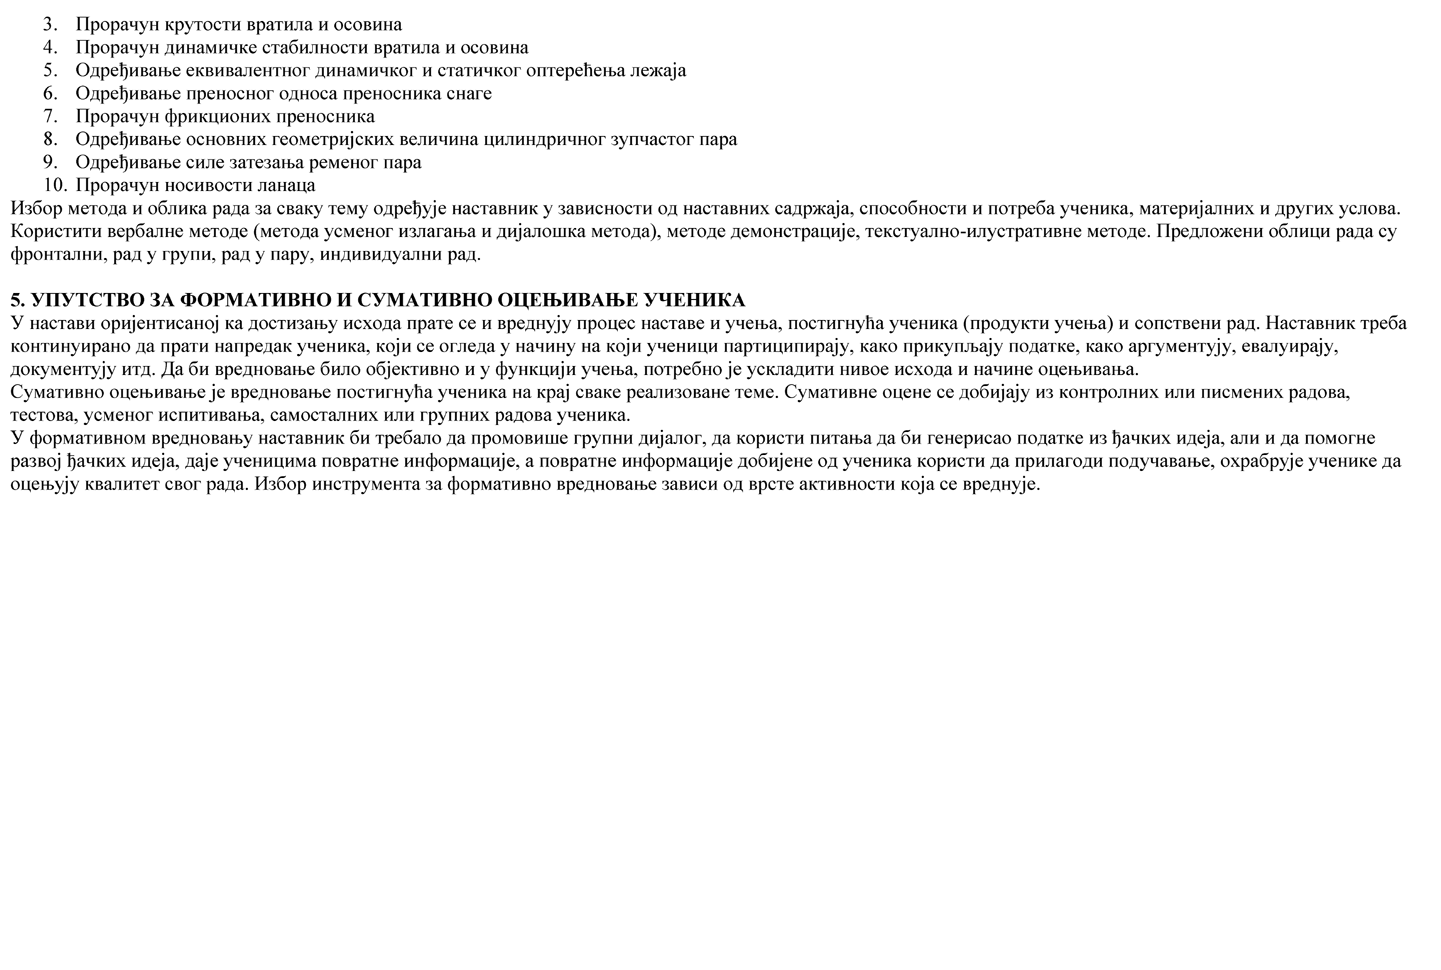 3. Прорачун крутости вратила и осовина
4. Прорачун динамичке стабилности вратила и осовина
5. Одређивање еквивалентног динамичког и статичког оптерећења лежаја
6. Одређивање преносног односа преносника снаге
7. Прорачун фрикционих преносника
8. Одређивање основних геометријских величина цилиндричног зупчастог пара
9. Одређивање силе затезања ременог пара
10. Прорачун носивости ланаца
Избор метода и облика рада за сваку тему одређује наставник у зависности од наставних садржаја, способности и потреба ученика, материјалних и других услова.
Користити вербалне методе (метода усменог излагања и дијалошка метода), методе демонстрације, текстуално-илустративне методе. Предложени облици рада су
фронтални, рад у групи, рад у пару, индивидуални рад.
5. УПУТСТВО ЗА ФОРМАТИВНО И СУМАТИВНО ОЦЕЊИВАЊЕ УЧЕНИКА
У настави оријентисаној ка достизању исхода прате се и вреднују процес наставе и учења, постигнућа ученика (продукти учења) и сопствени рад. Наставник треба
континуирано да прати напредак ученика, који се огледа у начину на који ученици партиципирају, како прикупљају податке, како аргументују, евалуирају,
документују итд. Да би вредновање било објективно и у функцији учења, потребно је ускладити нивое исхода и начине оцењивања.
Сумативно оцењивање је вредновање постигнућа ученика на крај сваке реализоване теме. Сумативне оцене се добијају из контролних или писмених радова,
тестова, усменог испитивања, самосталних или групних радова ученика.
У формативном вредновању наставник би требало да промовише групни дијалог, да користи питања да би генерисао податке из ђачких идеја, али и да помогне
развој ђачких идеја, даје ученицима повратне информације, а повратне информације добијене од ученика користи да прилагоди подучавање, охрабрује ученике да
оцењују квалитет свог рада. Избор инструмента за формативно вредновање зависи од врсте активности која се вреднује.